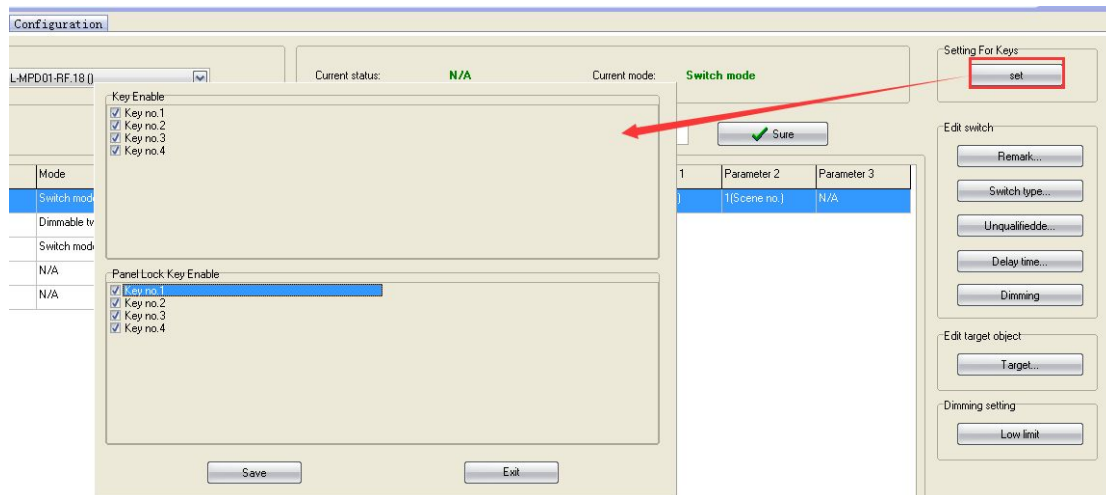 Configuration
Setting For Keys
L-MPD01-RF.18 ()
Current status: N/A Current mode: Switch mode
set
Key Enable
Key no.1
Key no.2
Key no.3
Key no.4
Sure
Edit switch
Remark...
Mode 1 Parameter 2 Parameter 3
Switch mode ) 1(Scene no.) N/A
Switch type...
Dimmable tw
Unqualifiedde...
Switch mode
N/A
Delay time...
Panel Lock Key Enable
Key no.1
N/A
Key no.2
Key no.3
Key no.4
Dimming
Edit target object
Target...
Dimming setting
Low limit
Save Exit